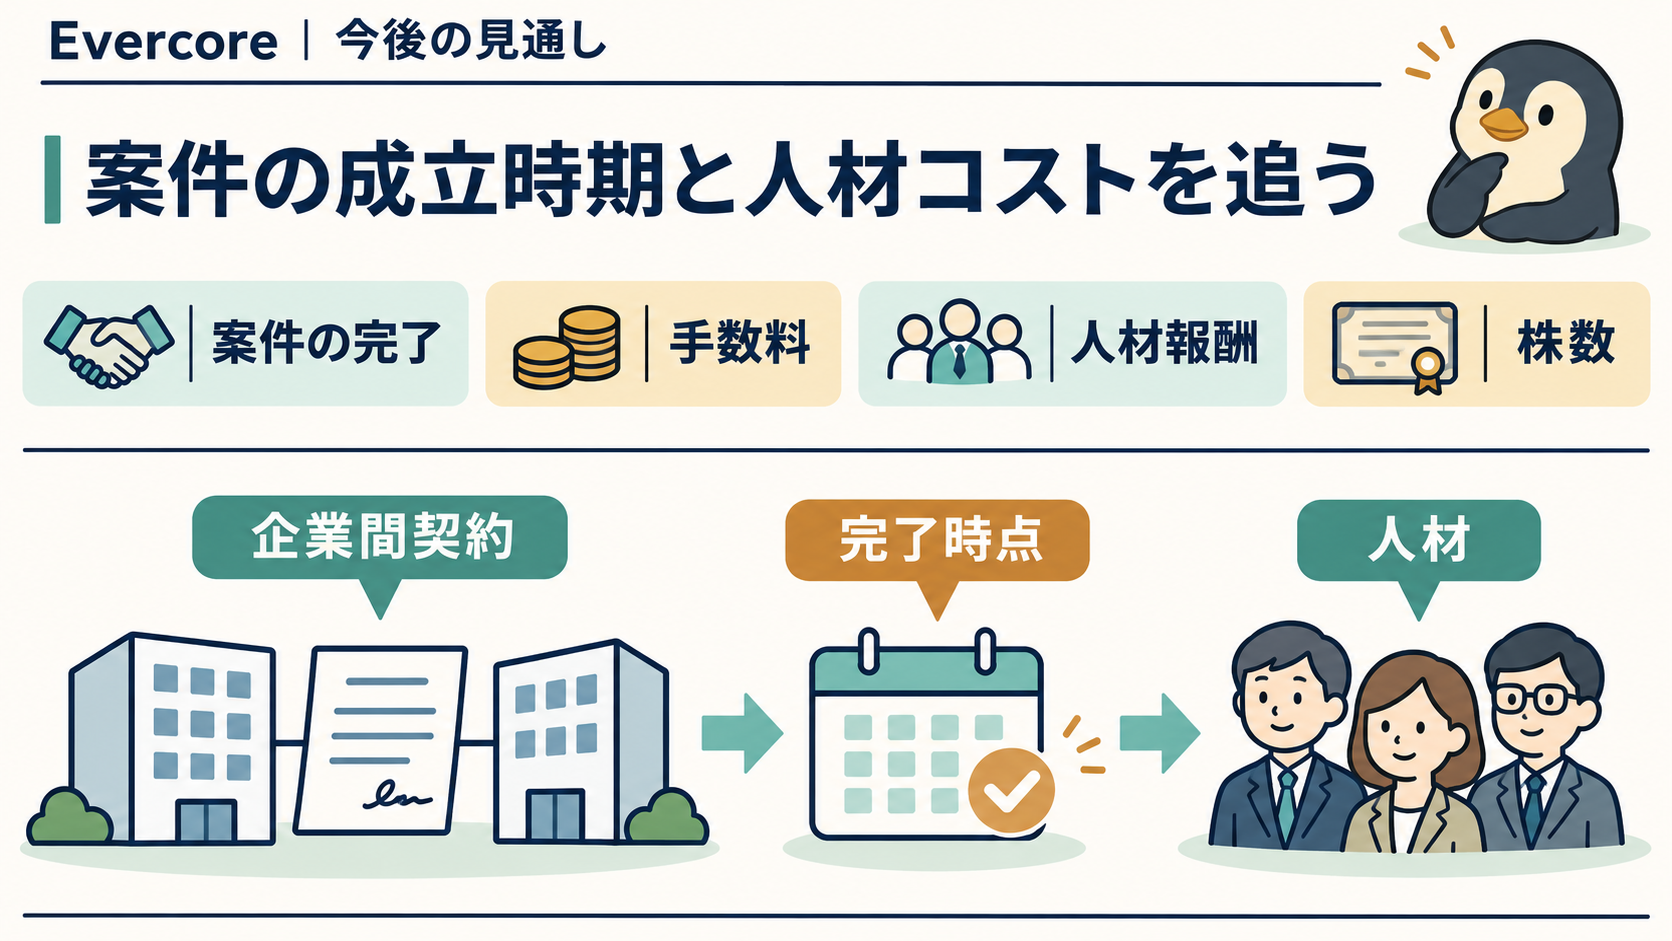 Evercore | 今後の見通し
案件の成立時期と人材コストを追う
案件の完了
手数料
人材報酬
株数
企業間契約
完了時点
人材